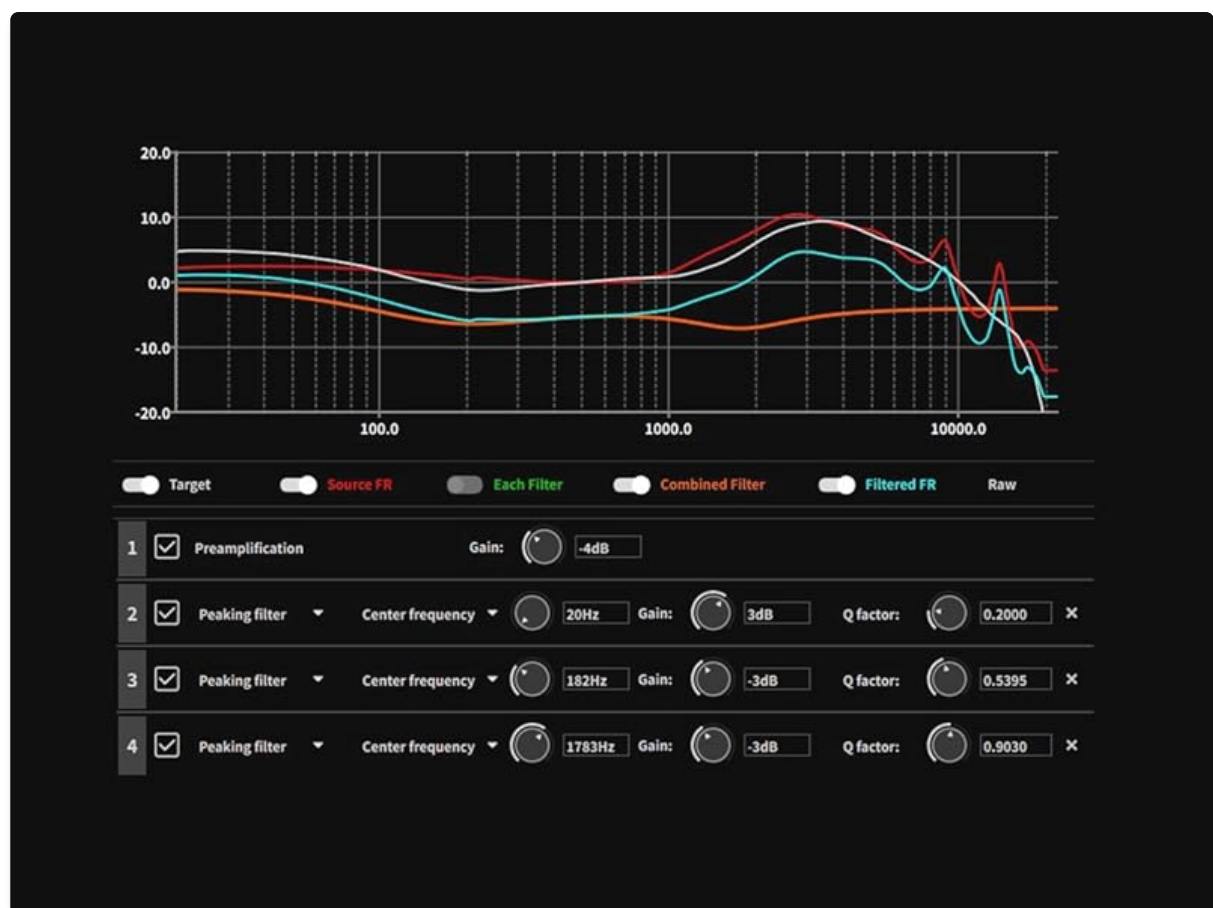 20.0
10.0
0.0
-10.0
-20.0
100.0 1000.0 10000.0
Target Source FR Each Filter Combined Filter Filtered FR Raw
1 Preamplification Gain: -4dB
2 Peaking filter Center frequency 20Hz Gain: 3dB Q factor: 0.2000 ×
3 Peaking filter Center frequency 182Hz Gain: -3dB Q factor: 0.5395 ×
4 Peaking filter Center frequency 1783Hz Gain: -3dB Q factor: 0.9030 ×